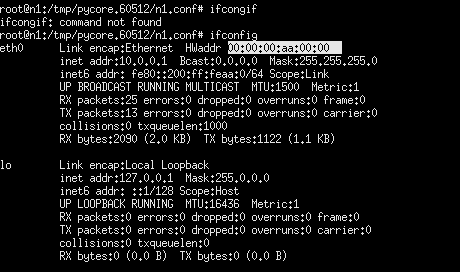 root@n1:/tmp/pycore.60512/n1.conf# ifcongif
ifcongif: command not found
root@n1:/tmp/pycore.60512/n1.conf# ifconfig
eth0 Link encap:Ethernet HWaddr 00:00:00:aa:00:00
inet addr:10.0.0.1 Bcast:0.0.0.0 Mask:255.255.255.0
inet6 addr: fe80::200:ff:feaa:0/64 Scope:Link
UP BROADCAST RUNNING MULTICAST MTU:1500 Metric:1
RX packets:25 errors:0 dropped:0 overruns:0 frame:0
TX packets:13 errors:0 dropped:0 overruns:0 carrier:0
collisions:0 txqueuelen:1000
RX bytes:2090 (2.0 KB) TX bytes:1122 (1.1 KB)
lo Link encap:Local Loopback
inet addr:127.0.0.1 Mask:255.0.0.0
inet6 addr: ::1/128 Scope:Host
UP LOOPBACK RUNNING MTU:16436 Metric:1
RX packets:0 errors:0 dropped:0 overruns:0 frame:0
TX packets:0 errors:0 dropped:0 overruns:0 carrier:0
collisions:0 txqueuelen:0
RX bytes:0 (0.0 B) TX bytes:0 (0.0 B)